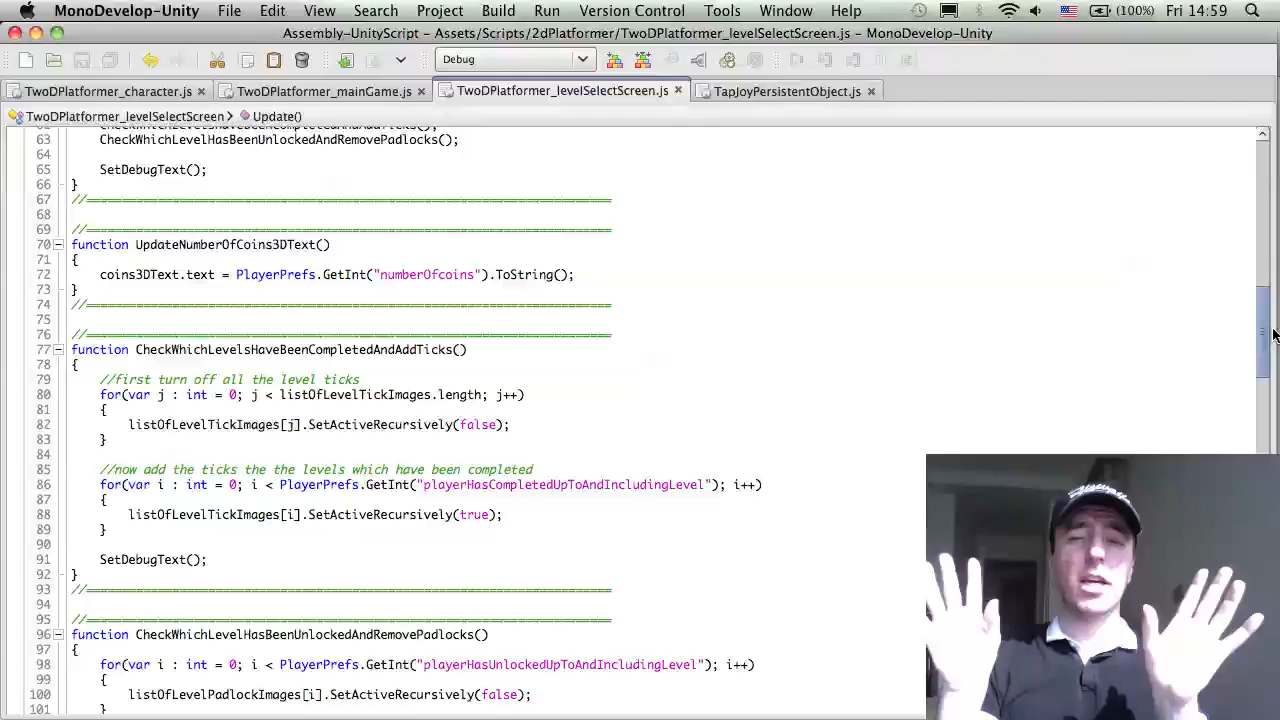 MonoDevelop-Unity File Edit View Search Project Build Run Version Control Tools Window Help (100%) Fri 14:59
Assembly-UnityScript - Assets/Scripts/2dPlatformer/TwoDPlatformer_levelSelectScreen.js - MonoDevelop-Unity
Debug
TwoDPlatformer_character.js TwoDPlatformer_mainGame.js TwoDPlatformer_levelSelectScreen.js TapJoyPersistentObject.js
TwoDPlatformer_levelSelectScreen Update()
62 CheckWhichLevelsHaveBeenCompletedAndAddTicks();
63 CheckWhichLevelHasBeenUnlockedAndRemovePadlocks();
64
65 SetDebugText();
66 }
67 //=========================================================================
68
69 //=========================================================================
70 function UpdateNumberOfCoins3DText()
71 {
72 coins3DText.text = PlayerPrefs.GetInt("numberOfcoins").ToString();
73 }
74 //=========================================================================
75
76 //=========================================================================
77 function CheckWhichLevelsHaveBeenCompletedAndAddTicks()
78 {
79 //first turn off all the level ticks
80 for(var j : int = 0; j < listOfLevelTickImages.length; j++)
81 {
82 listOfLevelTickImages[j].SetActiveRecursively(false);
83 }
84
85 //now add the ticks the the levels which have been completed
86 for(var i : int = 0; i < PlayerPrefs.GetInt("playerHasCompletedUpToAndIncludingLevel"); i++)
87 {
88 listOfLevelTickImages[i].SetActiveRecursively(true);
89 }
90
91 SetDebugText();
92 }
93 //=========================================================================
94
95 //=========================================================================
96 function CheckWhichLevelHasBeenUnlockedAndRemovePadlocks()
97 {
98 for(var i : int = 0; i < PlayerPrefs.GetInt("playerHasUnlockedUpToAndIncludingLevel"); i++)
99 {
100 listOfLevelPadlockImages[i].SetActiveRecursively(false);
101 }